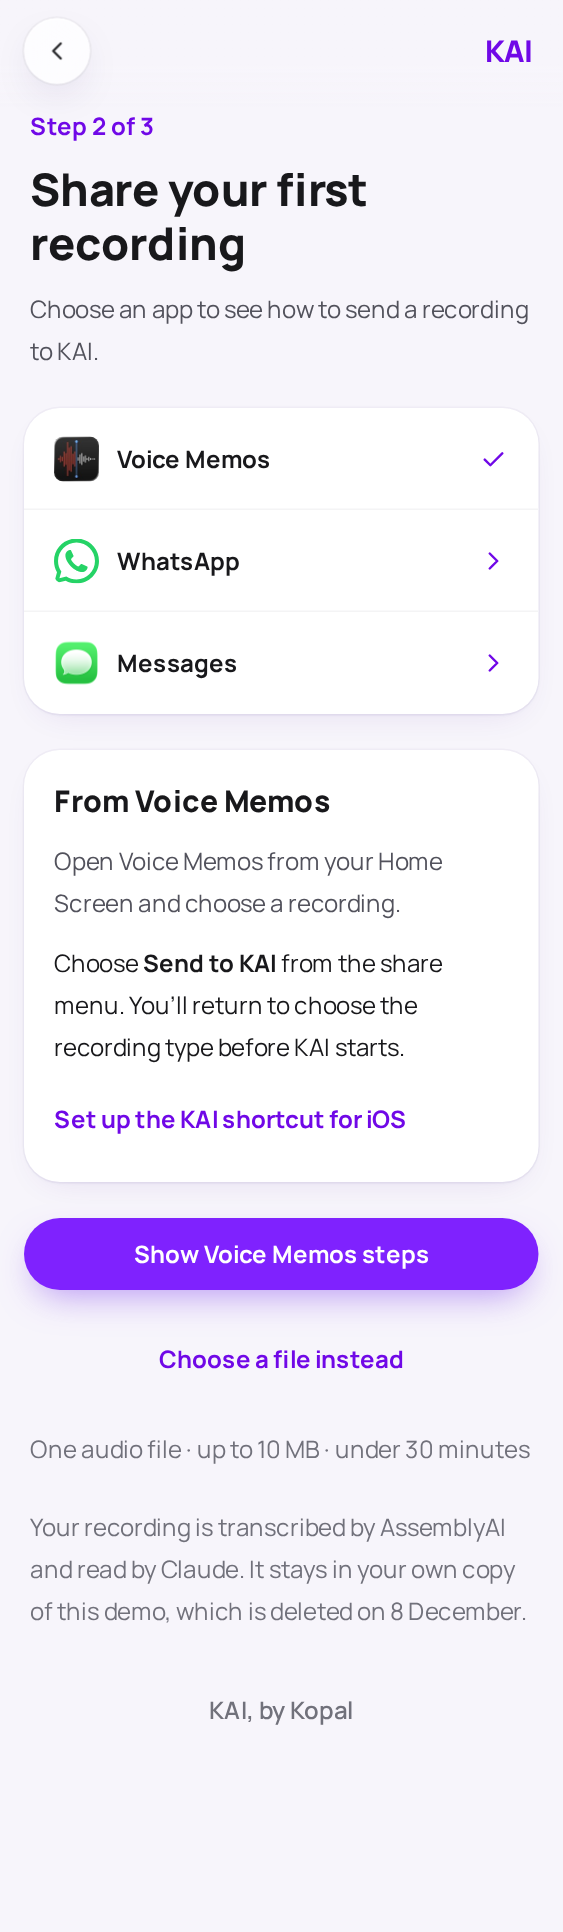 KAI
Step 2 of 3
Share your first
recording
Choose an app to see how to send a recording
to KAI.
Voice Memos
WhatsApp
Messages
From Voice Memos
Open Voice Memos from your Home
Screen and choose a recording.
Choose Send to KAI from the share
menu. You’ll return to choose the
recording type before KAI starts.
Set up the KAI shortcut for iOS
Show Voice Memos steps
Choose a file instead
One audio file · up to 10 MB · under 30 minutes
Your recording is transcribed by AssemblyAI
and read by Claude. It stays in your own copy
of this demo, which is deleted on 8 December.
KAI, by Kopal